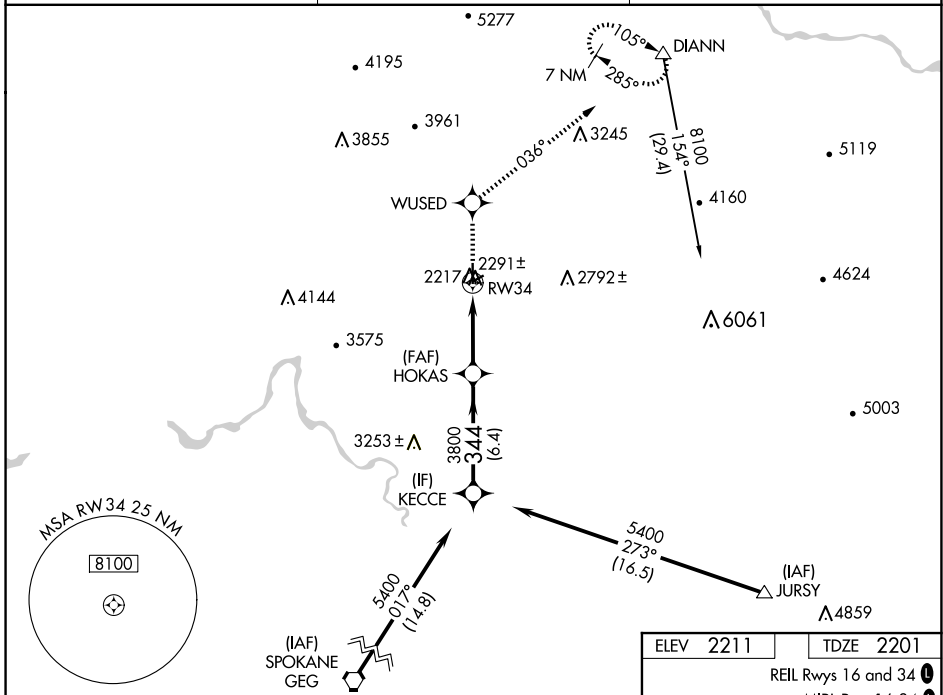 5277
105°
DIANN
4195
7 NM
285°
3961
3855
036°
3245
8100
154°
(29.4)
5119
4160
WUSED
2217
2291±
RW34
2792±
4624
4144
6061
3575
(FAF)
HOKAS
5003
3253±
3800
344
(6.4)
(IF)
KECCE
MSA RW34 25 NM
8100
5400
273°
(16.5)
(IAF)
JURSY
5400
017°
(14.8)
4859
(IAF)
SPOKANE
GEG
ELEV 2211
TDZE 2201
REIL Rwys 16 and 34 L